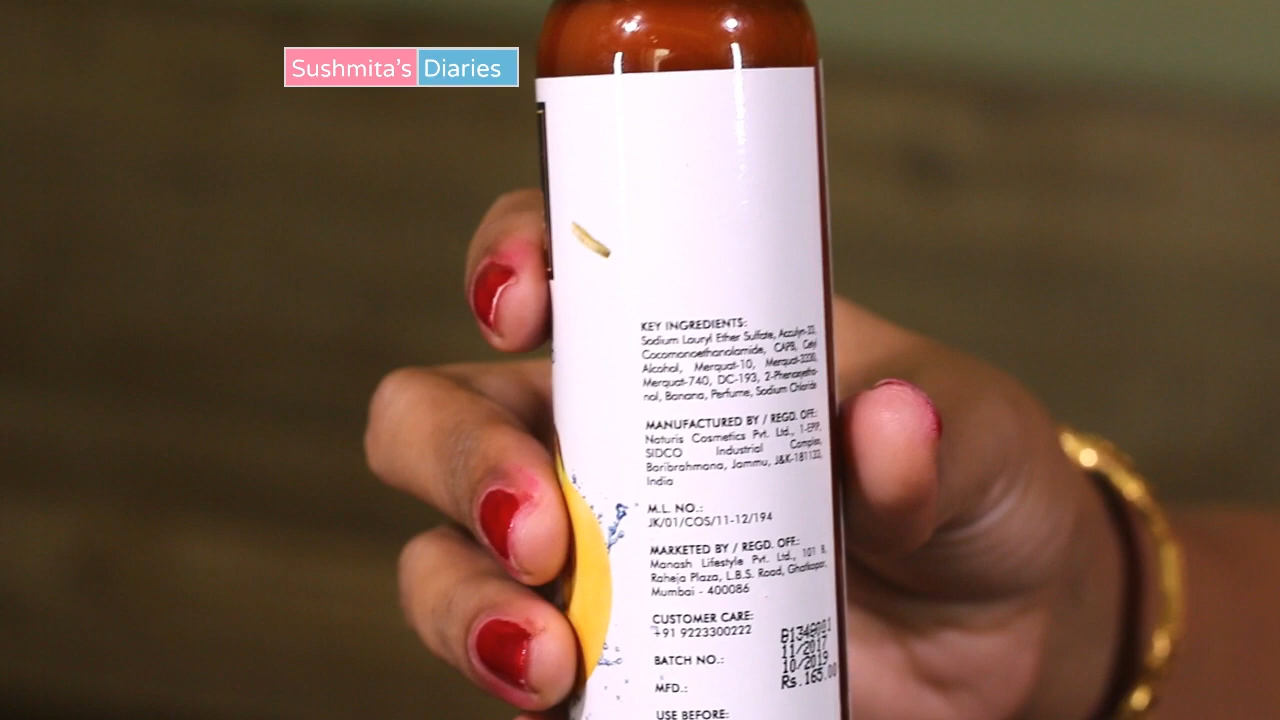 Sushmita's Diaries
KEY INGREDIENTS:
Sodium Lauryl Ether Sulfate, Acculyn-33,
Cocomonoethanolamide, CAPB, Cetyl
Alcohol, Merquat-10, Merquat-3330,
Merquat-740, DC-193, 2-Phenoxyetha-
nol, Banana, Perfume, Sodium Chloride
MANUFACTURED BY / REGD. OFF:
Naturis Cosmetics Pvt. Ltd., 1-EPIP,
SIDCO Industrial Complex,
Baribrahmana, Jammu, J&K-181133,
India
M.L. NO.:
JK/01/COS/11-12/194
MARKETED BY / REGD. OFF.:
Manash Lifestyle Pvt. Ltd., 101 B,
Raheja Plaza, L.B.S. Road, Ghatkopar,
Mumbai - 400086
CUSTOMER CARE:
+91 9223300222
BATCH NO.:
11/2017
10/2019
MFD.:
Rs.165.00
USE BEFORE: